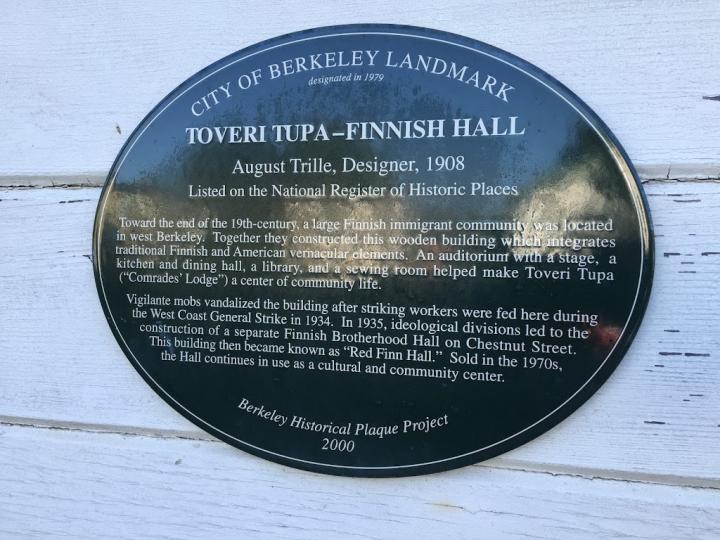 CITY OF BERKELEY LANDMARK
designated in 1979
TOVERI TUPA–FINNISH HALL
August Trille, Designer, 1908
Listed on the National Register of Historic Places
Toward the end of the 19th-century, a large Finnish immigrant community was located
in west Berkeley. Together they constructed this wooden building which integrates
traditional Finnish and American vernacular elements. An auditorium with a stage, a
kitchen and dining hall, a library, and a sewing room helped make Toveri Tupa
(“Comrades’ Lodge”) a center of community life.
Vigilante mobs vandalized the building after striking workers were fed here during
the West Coast General Strike in 1934. In 1935, ideological divisions led to the
construction of a separate Finnish Brotherhood Hall on Chestnut Street.
This building then became known as “Red Finn Hall.” Sold in the 1970s,
the Hall continues in use as a cultural and community center.
Berkeley Historical Plaque Project
2000